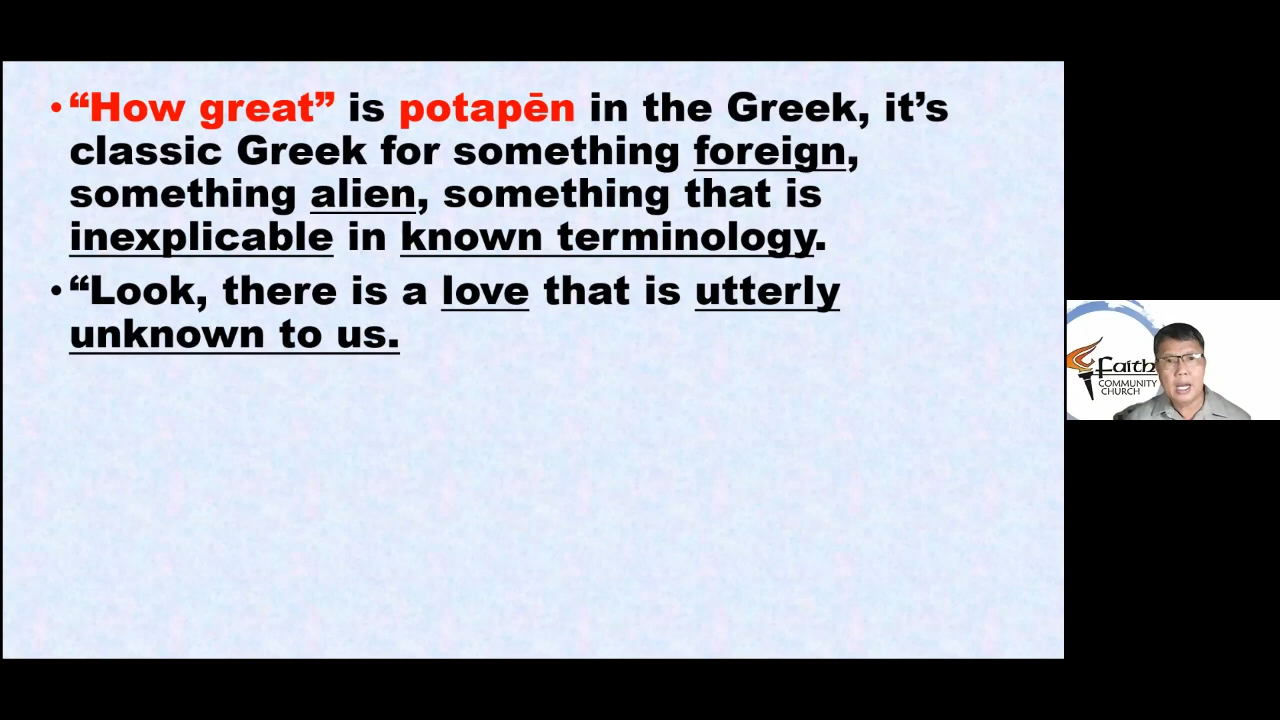 • “How great” is potapēn in the Greek, it’s
classic Greek for something foreign,
something alien, something that is
inexplicable in known terminology.
• “Look, there is a love that is utterly
unknown to us.
Faith
COMMUNITY
CHURCH